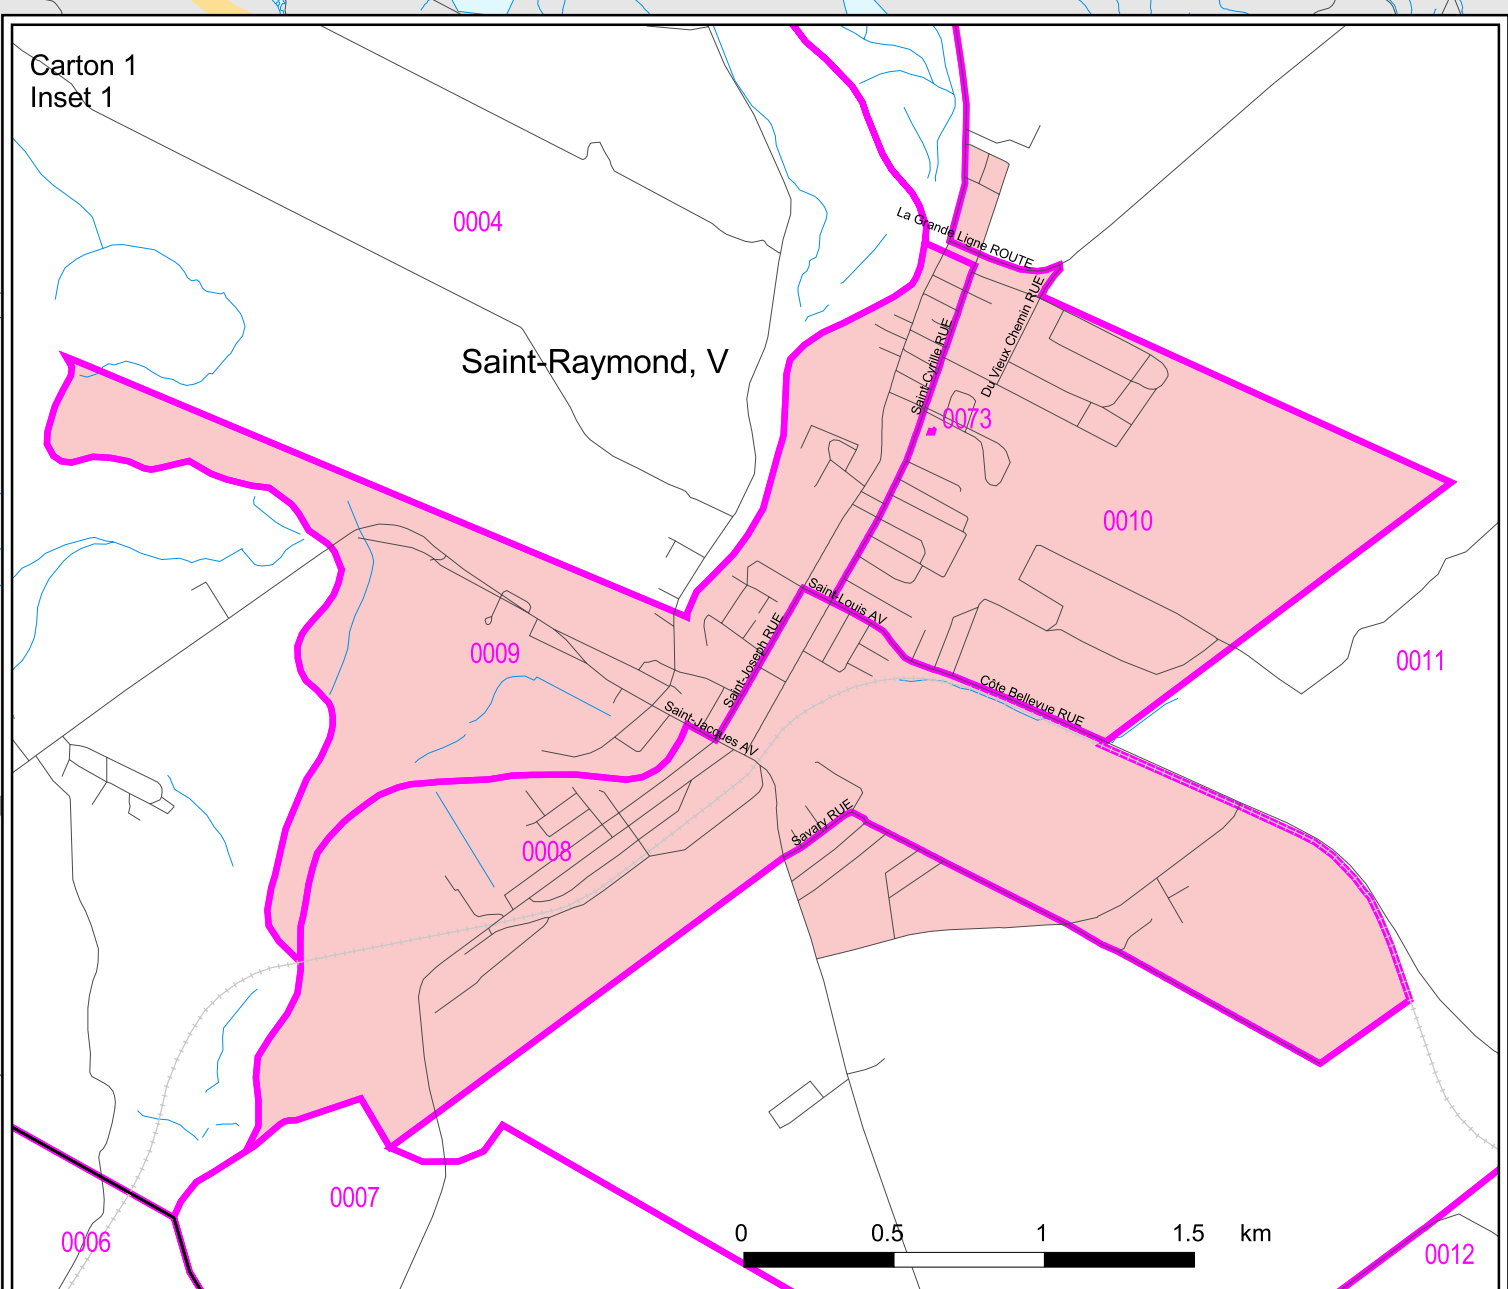 Carton 1
Inset 1
0004
La Grande Ligne ROUTE
Du Vieux Chemin RUE
Saint-Cyrille RUE
Saint-Raymond, V
0073
0010
Saint-Louis AV
Saint-Joseph RUE
0009
0011
Côte Bellevue RUE
Saint-Jacques AV
Savary RUE
0008
0007
0006
0 0.5 1 1.5 km
0012